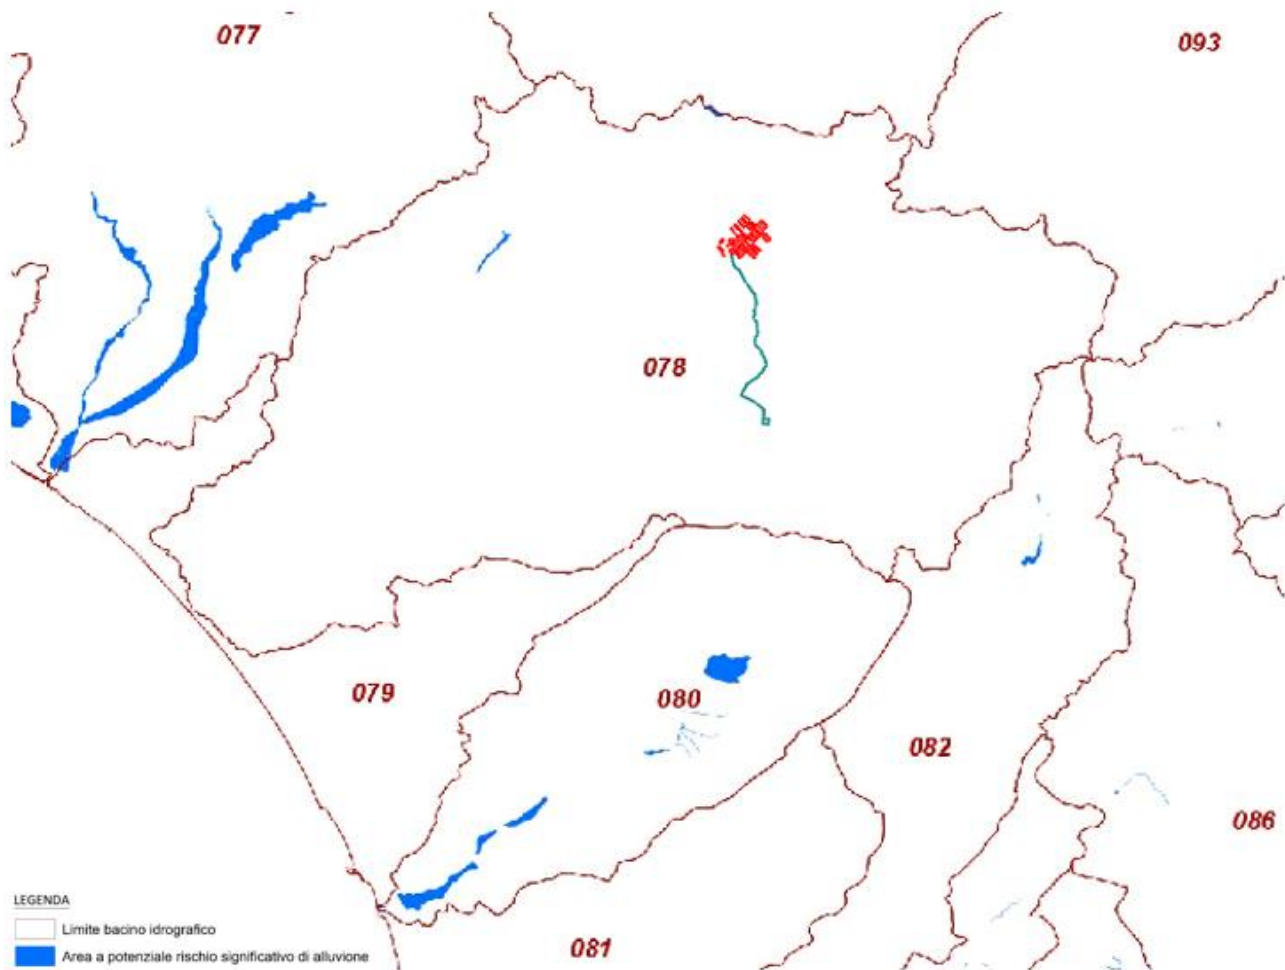 077
093
078
079
080
082
086
081
LEGENDA
Limite bacino idrografico
Area a potenziale rischio significativo di alluvione